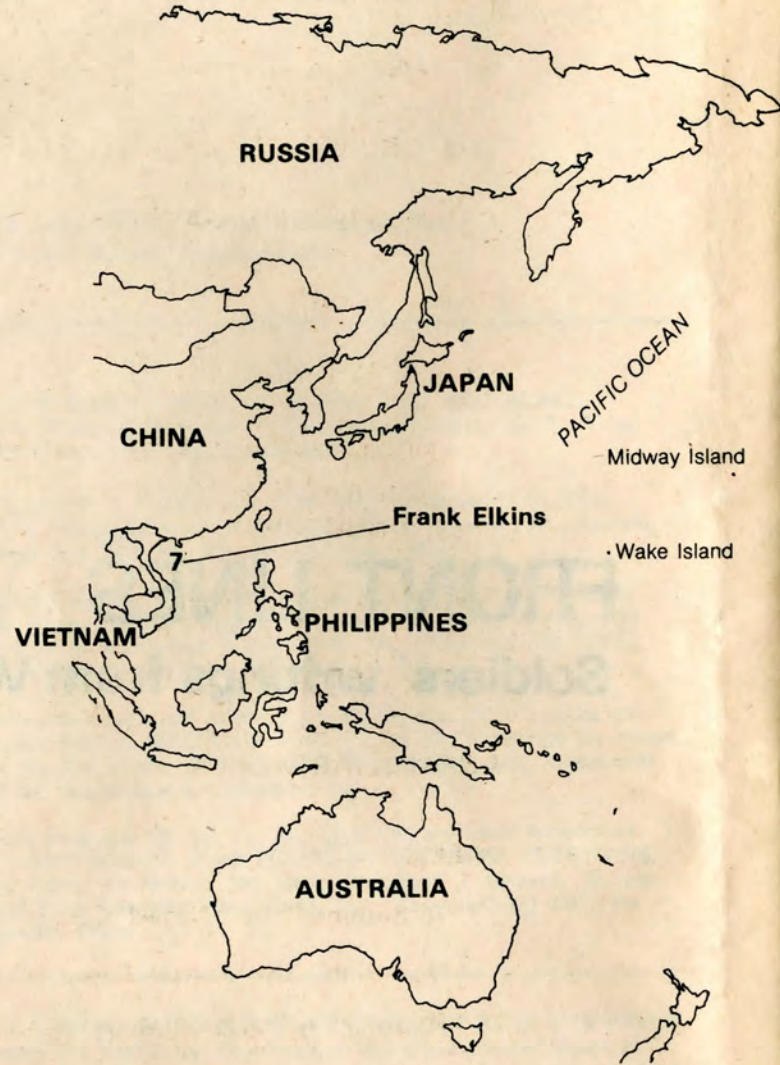 RUSSIA
JAPAN
PACIFIC OCEAN
CHINA
Midway Island
Frank Elkins
7
Wake Island
VIETNAM
PHILIPPINES
AUSTRALIA